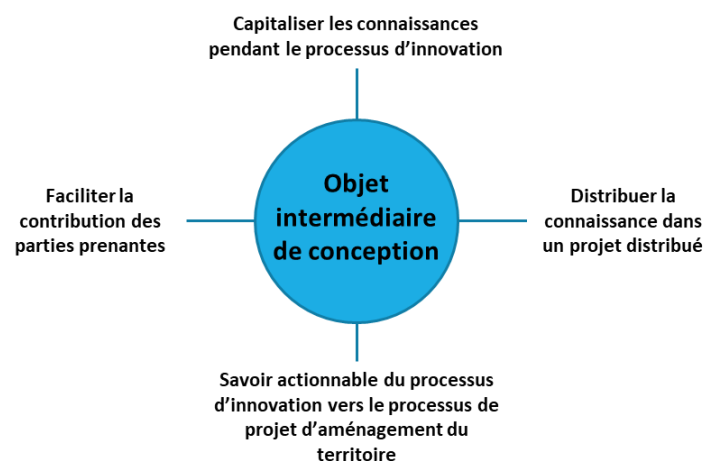 Capitaliser les connaissances
pendant le processus d’innovation
Faciliter la
contribution des
parties prenantes
Objet
intermédiaire
de conception
Distribuer la
connaissance dans
un projet distribué
Savoir actionnable du processus
d’innovation vers le processus de
projet d’aménagement du
territoire